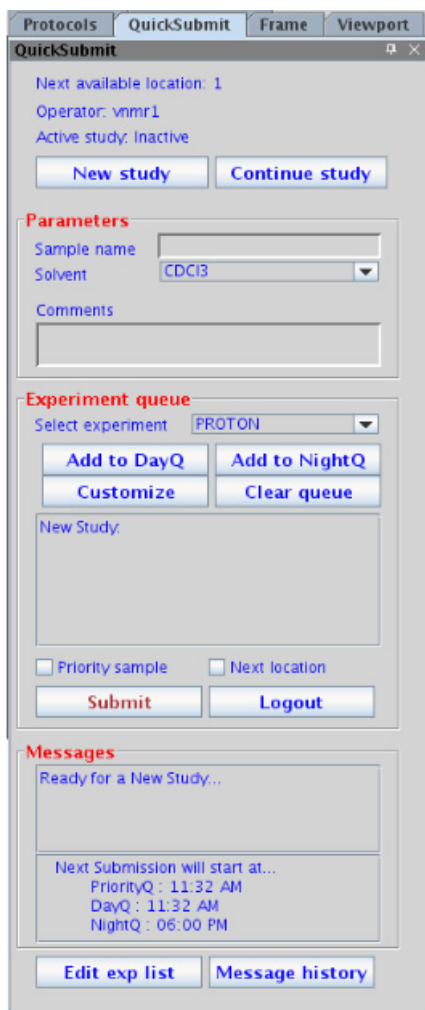 Protocols QuickSubmit Frame Viewport
QuickSubmit
Next available location: 1
Operator: vnmr1
Active study: Inactive
New study Continue study
Parameters
Sample name
Solvent CDCl3
Comments
Experiment queue
Select experiment PROTON
Add to DayQ Add to NightQ
Customize Clear queue
New Study:
Priority sample Next location
Submit Logout
Messages
Ready for a New Study...
Next Submission will start at...
PriorityQ : 11:32 AM
DayQ : 11:32 AM
NightQ : 06:00 PM
Edit exp list Message history